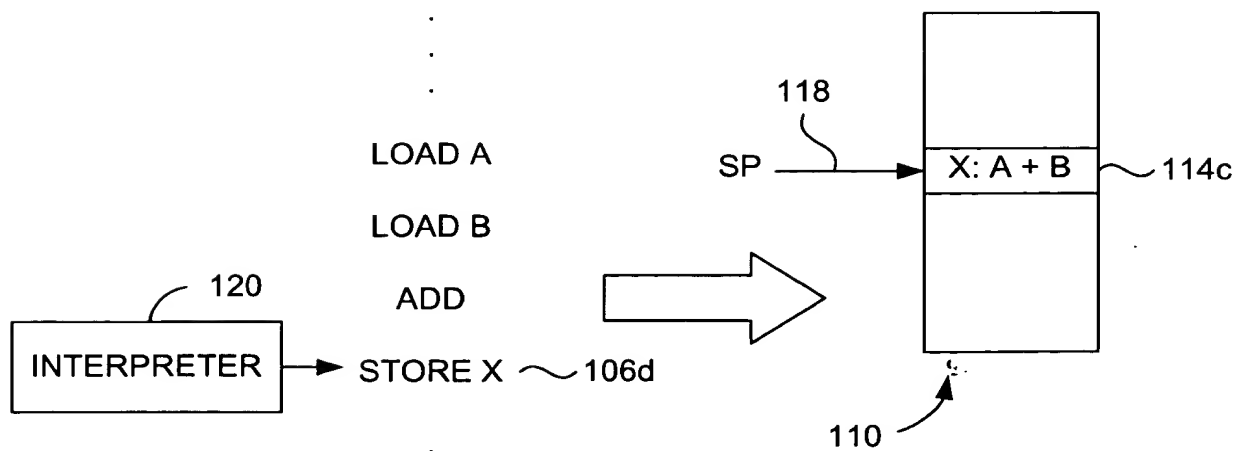 118
LOAD A
SP
X: A + B
114c
LOAD B
120
ADD
INTERPRETER
STORE X
106d
110